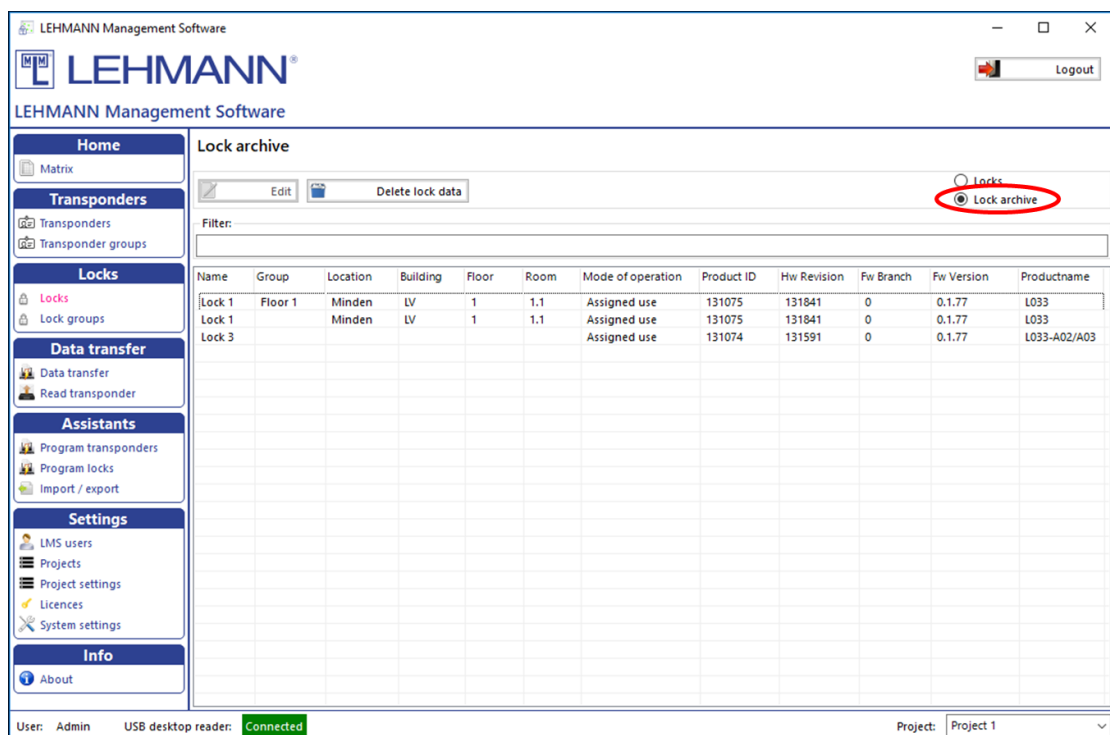 LEHMANN Management Software
LEHMANN®
Logout
LEHMANN Management Software
Home
Matrix
Transponders
Transponders
Transponder groups
Locks
Locks
Lock groups
Data transfer
Data transfer
Read transponder
Assistants
Program transponders
Program locks
Import / export
Settings
LMS users
Projects
Project settings
Licences
System settings
Info
About
Lock archive
Edit
Delete lock data
Locks
Lock archive
Filter:
Name Group Location Building Floor Room Mode of operation Product ID Hw Revision Fw Branch Fw Version Productname
Lock 1 Floor 1 Minden LV 1 1.1 Assigned use 131075 131841 0 0.1.77 L033
Lock 1 Minden LV 1 1.1 Assigned use 131075 131841 0 0.1.77 L033
Lock 3 Assigned use 131074 131591 0 0.1.77 L033-A02/A03
User: Admin USB desktop reader: Connected Project: Project 1